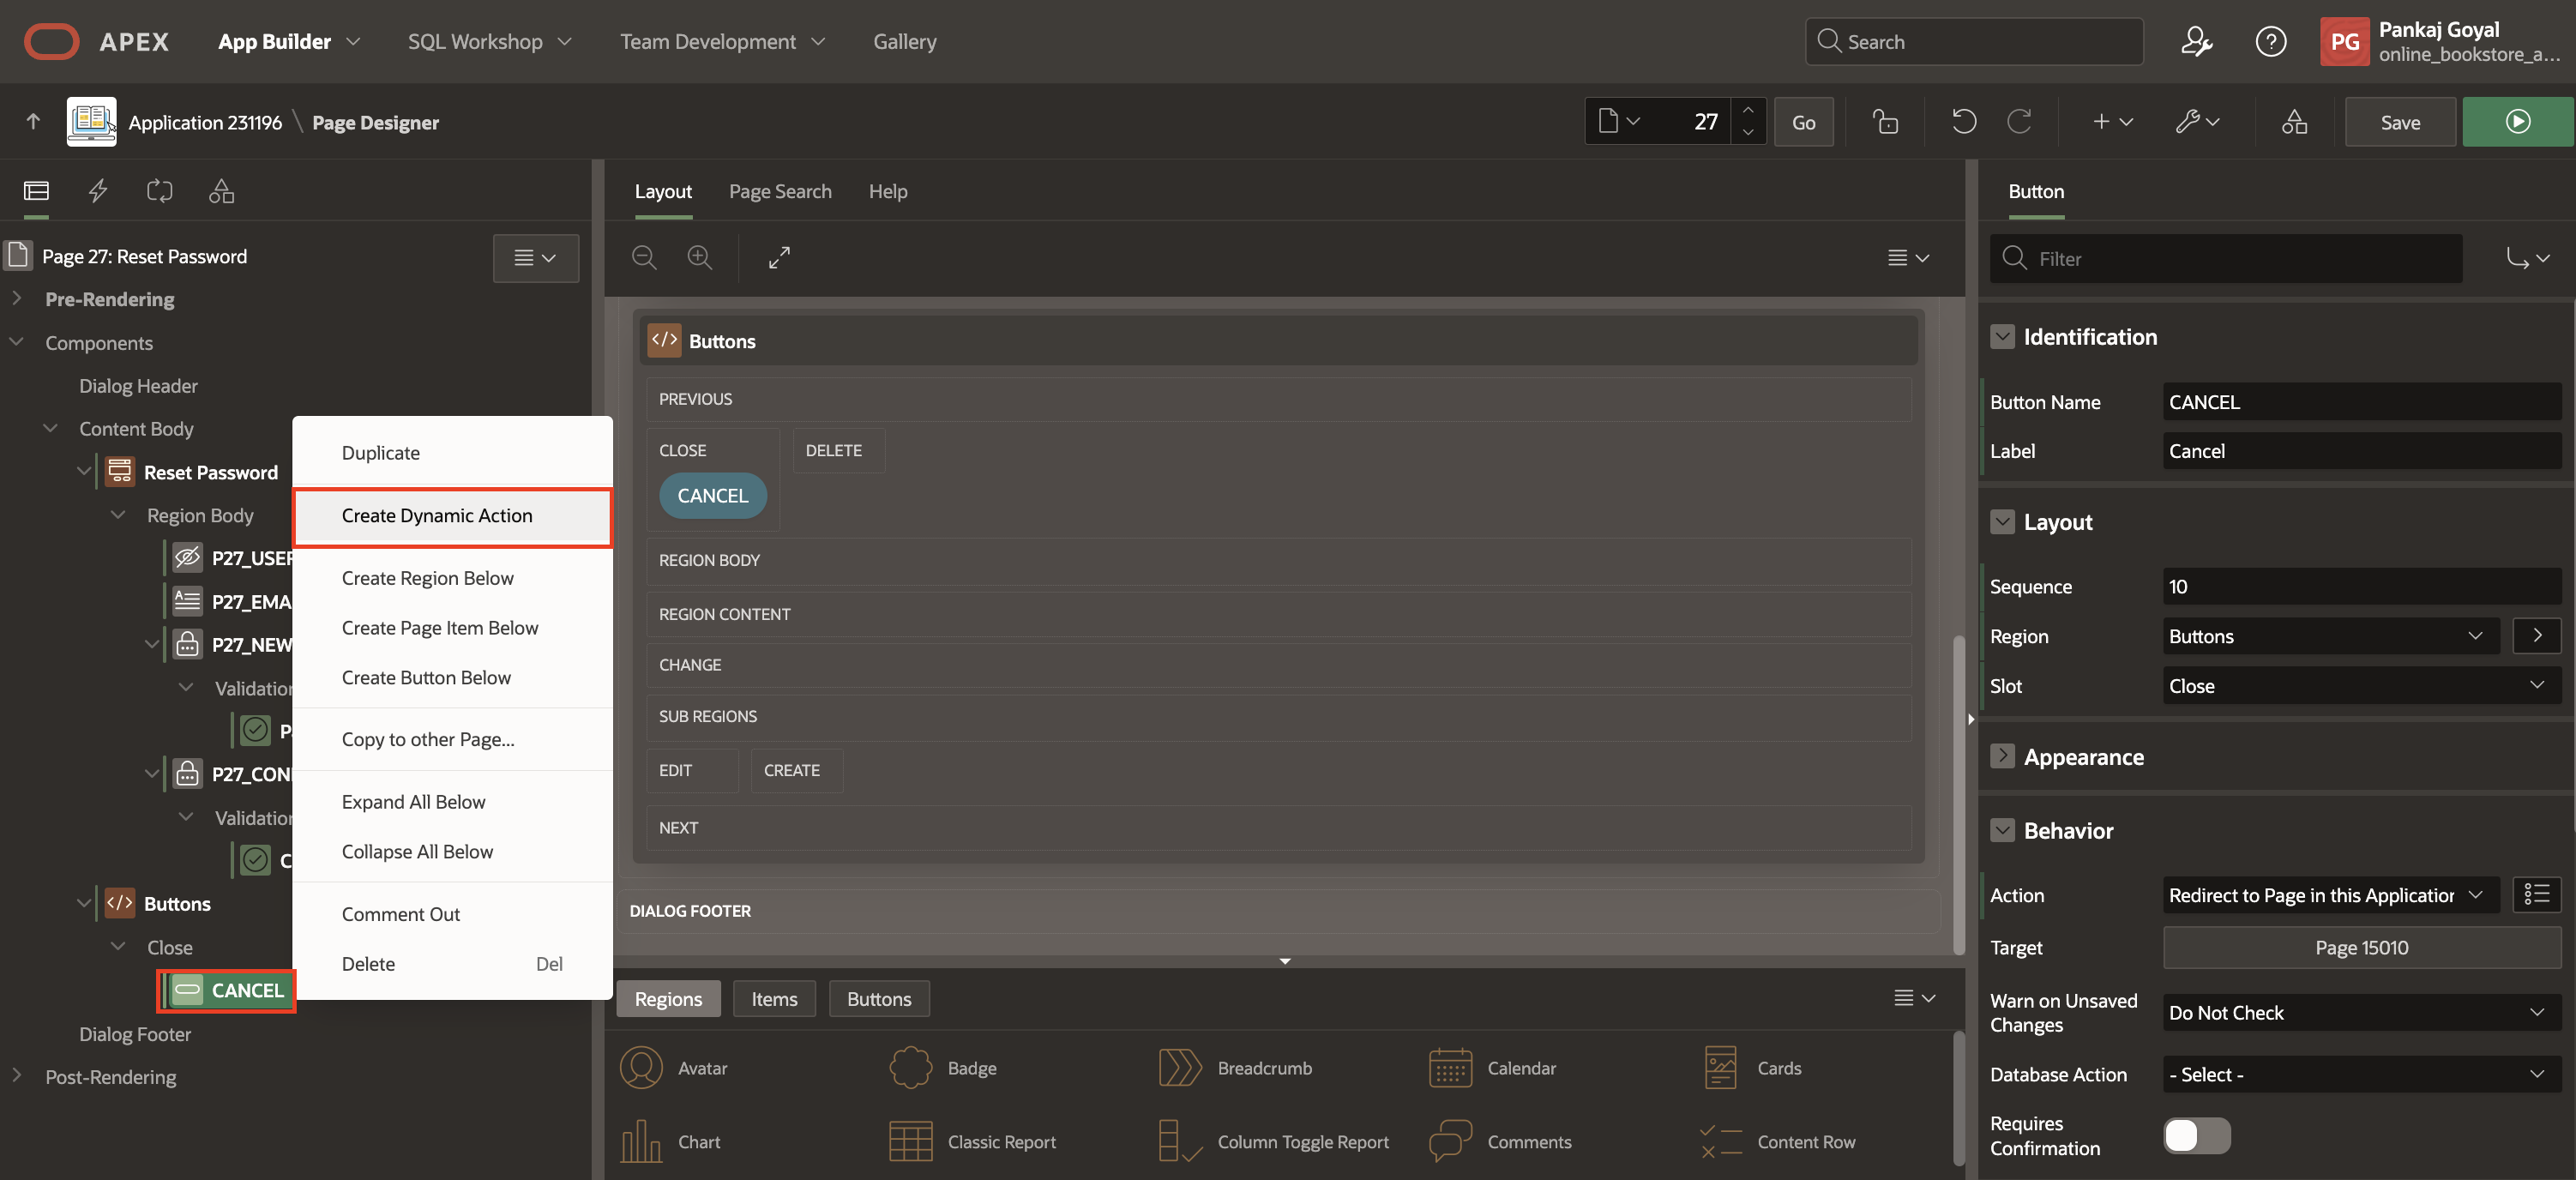 APEX
App Builder
SQL Workshop
Team Development
Gallery
Search
PG
Pankaj Goyal
online_bookstore_a...
Application 231196 \ Page Designer
27
Go
Save
Page 27: Reset Password
Pre-Rendering
Components
Dialog Header
Content Body
Reset Password
Region Body
P27_USER
P27_EMA
P27_NEW
Validation
P
P27_CON
Validation
C
Buttons
Close
CANCEL
Dialog Footer
Post-Rendering
Duplicate
Create Dynamic Action
Create Region Below
Create Page Item Below
Create Button Below
Copy to other Page...
Expand All Below
Collapse All Below
Comment Out
Delete Del
Layout
Page Search
Help
Buttons
PREVIOUS
CLOSE
DELETE
CANCEL
REGION BODY
REGION CONTENT
CHANGE
SUB REGIONS
EDIT
CREATE
NEXT
DIALOG FOOTER
Regions
Items
Buttons
Avatar
Badge
Breadcrumb
Calendar
Cards
Chart
Classic Report
Column Toggle Report
Comments
Content Row
Button
Filter
Identification
Button Name CANCEL
Label Cancel
Layout
Sequence 10
Region Buttons
Slot Close
Appearance
Behavior
Action Redirect to Page in this Application
Target Page 15010
Warn on Unsaved
Changes
Do Not Check
Database Action - Select -
Requires
Confirmation